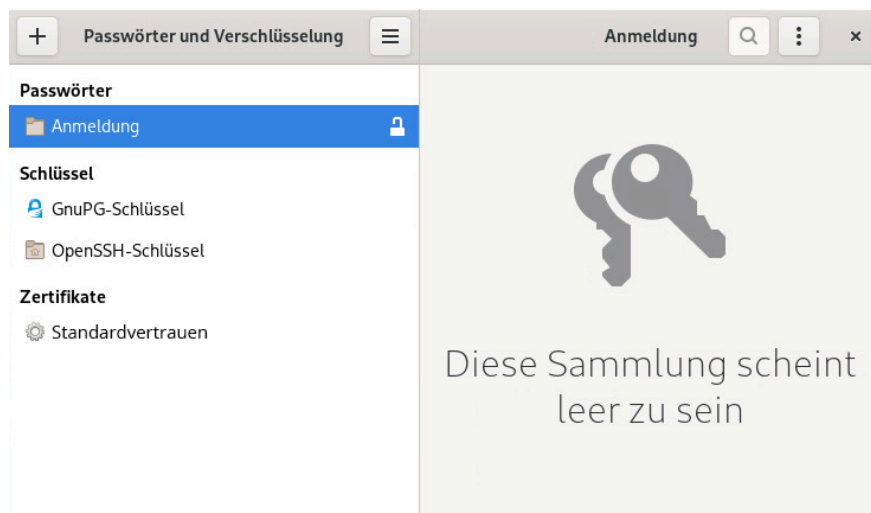 Passwörter und Verschlüsselung
Anmeldung
Passwörter
Anmeldung
Schlüssel
GnuPG-Schlüssel
OpenSSH-Schlüssel
Zertifikate
Standardvertrauen
Diese Sammlung scheint
leer zu sein